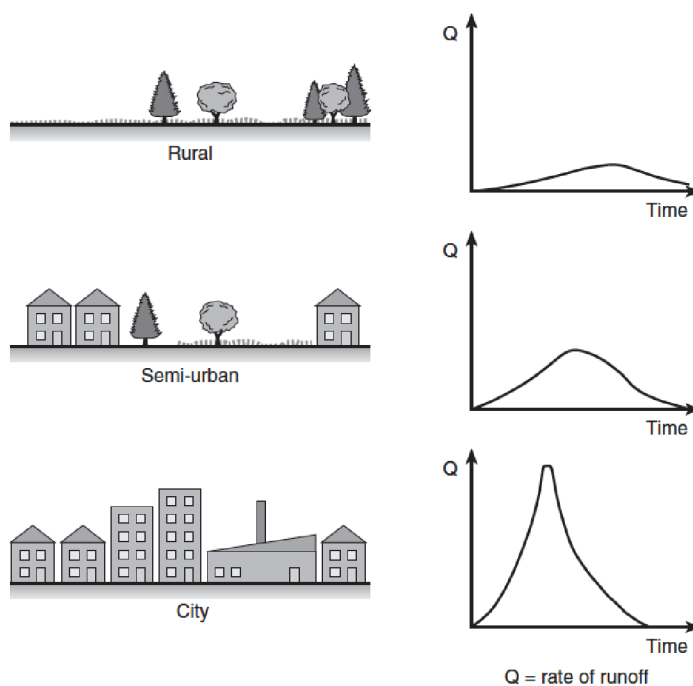 Q
Rural
Time
Q
Semi-urban
Time
Q
City
Time
Q = rate of runoff